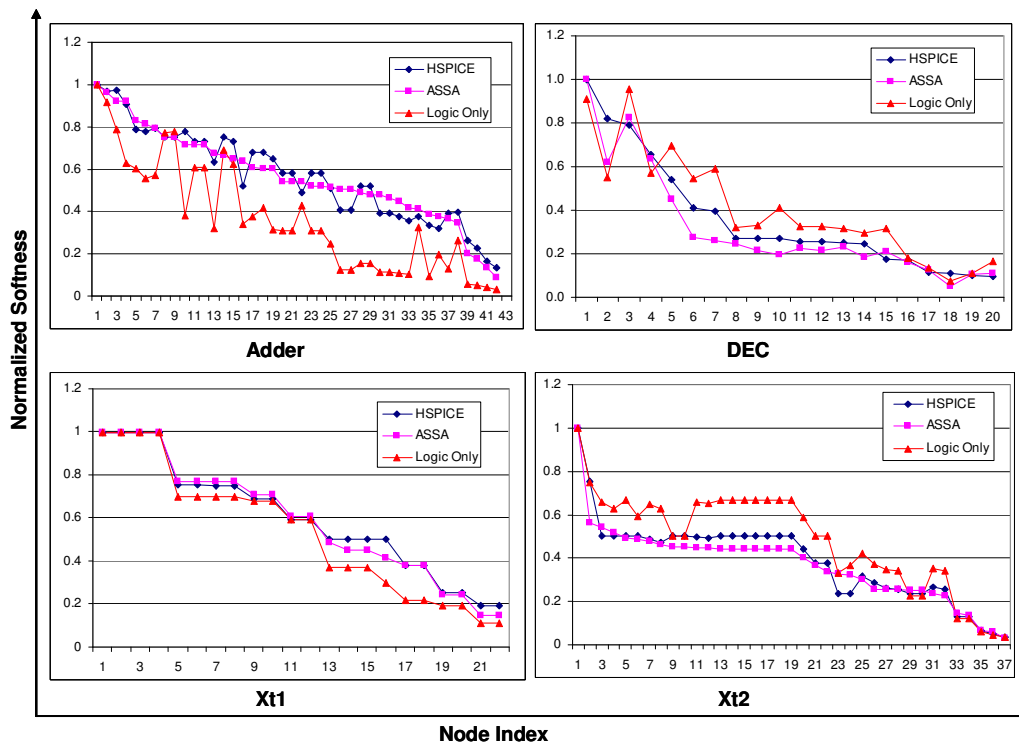 Normalized Softness
1.2
1
0.8
0.6
0.4
0.2
0
HSPICE
ASSA
Logic Only
1 3 5 7 9 11 13 15 17 19 21 23 25 27 29 31 33 35 37 39 41 43
Adder
1.2
1.0
0.8
0.6
0.4
0.2
0.0
HSPICE
ASSA
Logic Only
1 2 3 4 5 6 7 8 9 10 11 12 13 14 15 16 17 18 19 20
DEC
1.2
1
0.8
0.6
0.4
0.2
0
HSPICE
ASSA
Logic Only
1 3 5 7 9 11 13 15 17 19 21
Xt1
1.2
1
0.8
0.6
0.4
0.2
0
HSPICE
ASSA
Logic Only
1 3 5 7 9 11 13 15 17 19 21 23 25 27 29 31 33 35 37
Xt2
Node Index